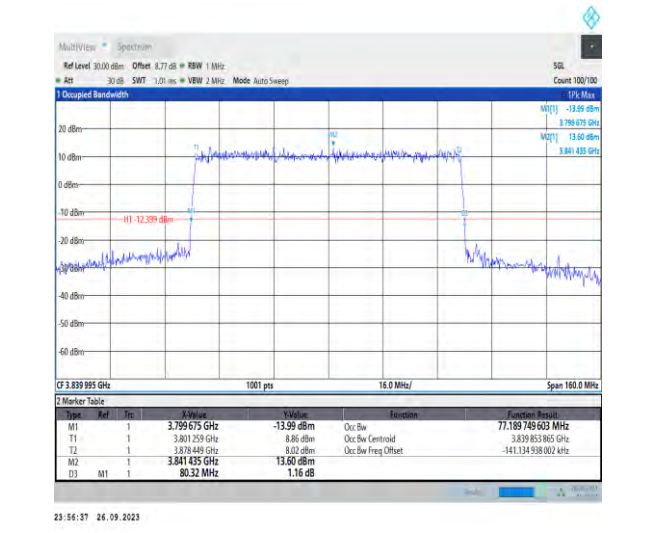 MultiView Spectrum
Ref Level 30.00 dBm Offset 8.77 dB RBW 1 MHz SGL
Att 30 dB SWT 1.01 ms VBW 2 MHz Mode Auto Sweep Count 100/100
1 Occupied Bandwidth 1Pk Max
M1[1] -13.99 dBm
3.799 675 GHz
M2[1] 13.60 dBm
3.841 435 GHz
20 dBm
M2
T1 T2
10 dBm
0 dBm
-10 dBm
M1 D3
H1 -12.399 dBm
-20 dBm
-30 dBm
-40 dBm
-50 dBm
-60 dBm
CF 3.839 995 GHz 1001 pts 16.0 MHz/ Span 160.0 MHz
2 Marker Table
Type Ref Trc X-Value Y-Value Function Function Result
M1 1 3.799 675 GHz -13.99 dBm Occ Bw 77.189 749 603 MHz
T1 1 3.801 259 GHz 8.86 dBm Occ Bw Centroid 3.839 853 865 GHz
T2 1 3.878 449 GHz 8.02 dBm Occ Bw Freq Offset -141.134 938 002 kHz
M2 1 3.841 435 GHz 13.60 dBm
D3 M1 1 80.32 MHz 1.16 dB
23:56:37 26.09.2023